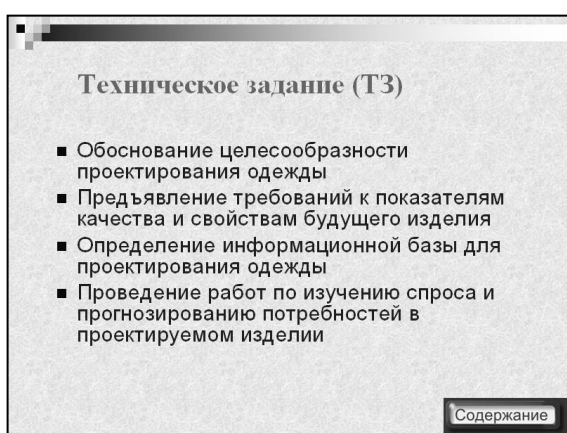 Техническое задание (ТЗ)
Обоснование целесообразности
проектирования одежды
Предъявление требований к показателям
качества и свойствам будущего изделия
Определение информационной базы для
проектирования одежды
Проведение работ по изучению спроса и
прогнозированию потребностей в
проектируемом изделии
Содержание